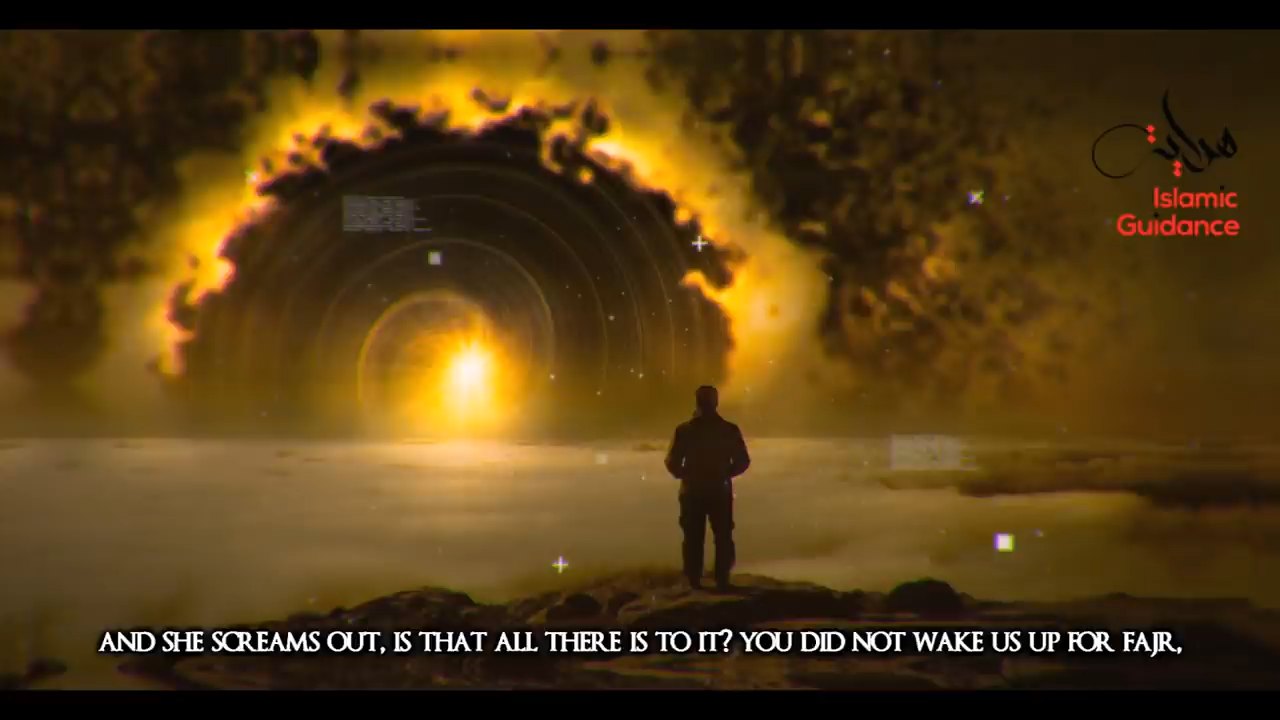 هداية
Islamic
Guidance
AND SHE SCREAMS OUT, IS THAT ALL THERE IS TO IT? YOU DID NOT WAKE US UP FOR FAJR,